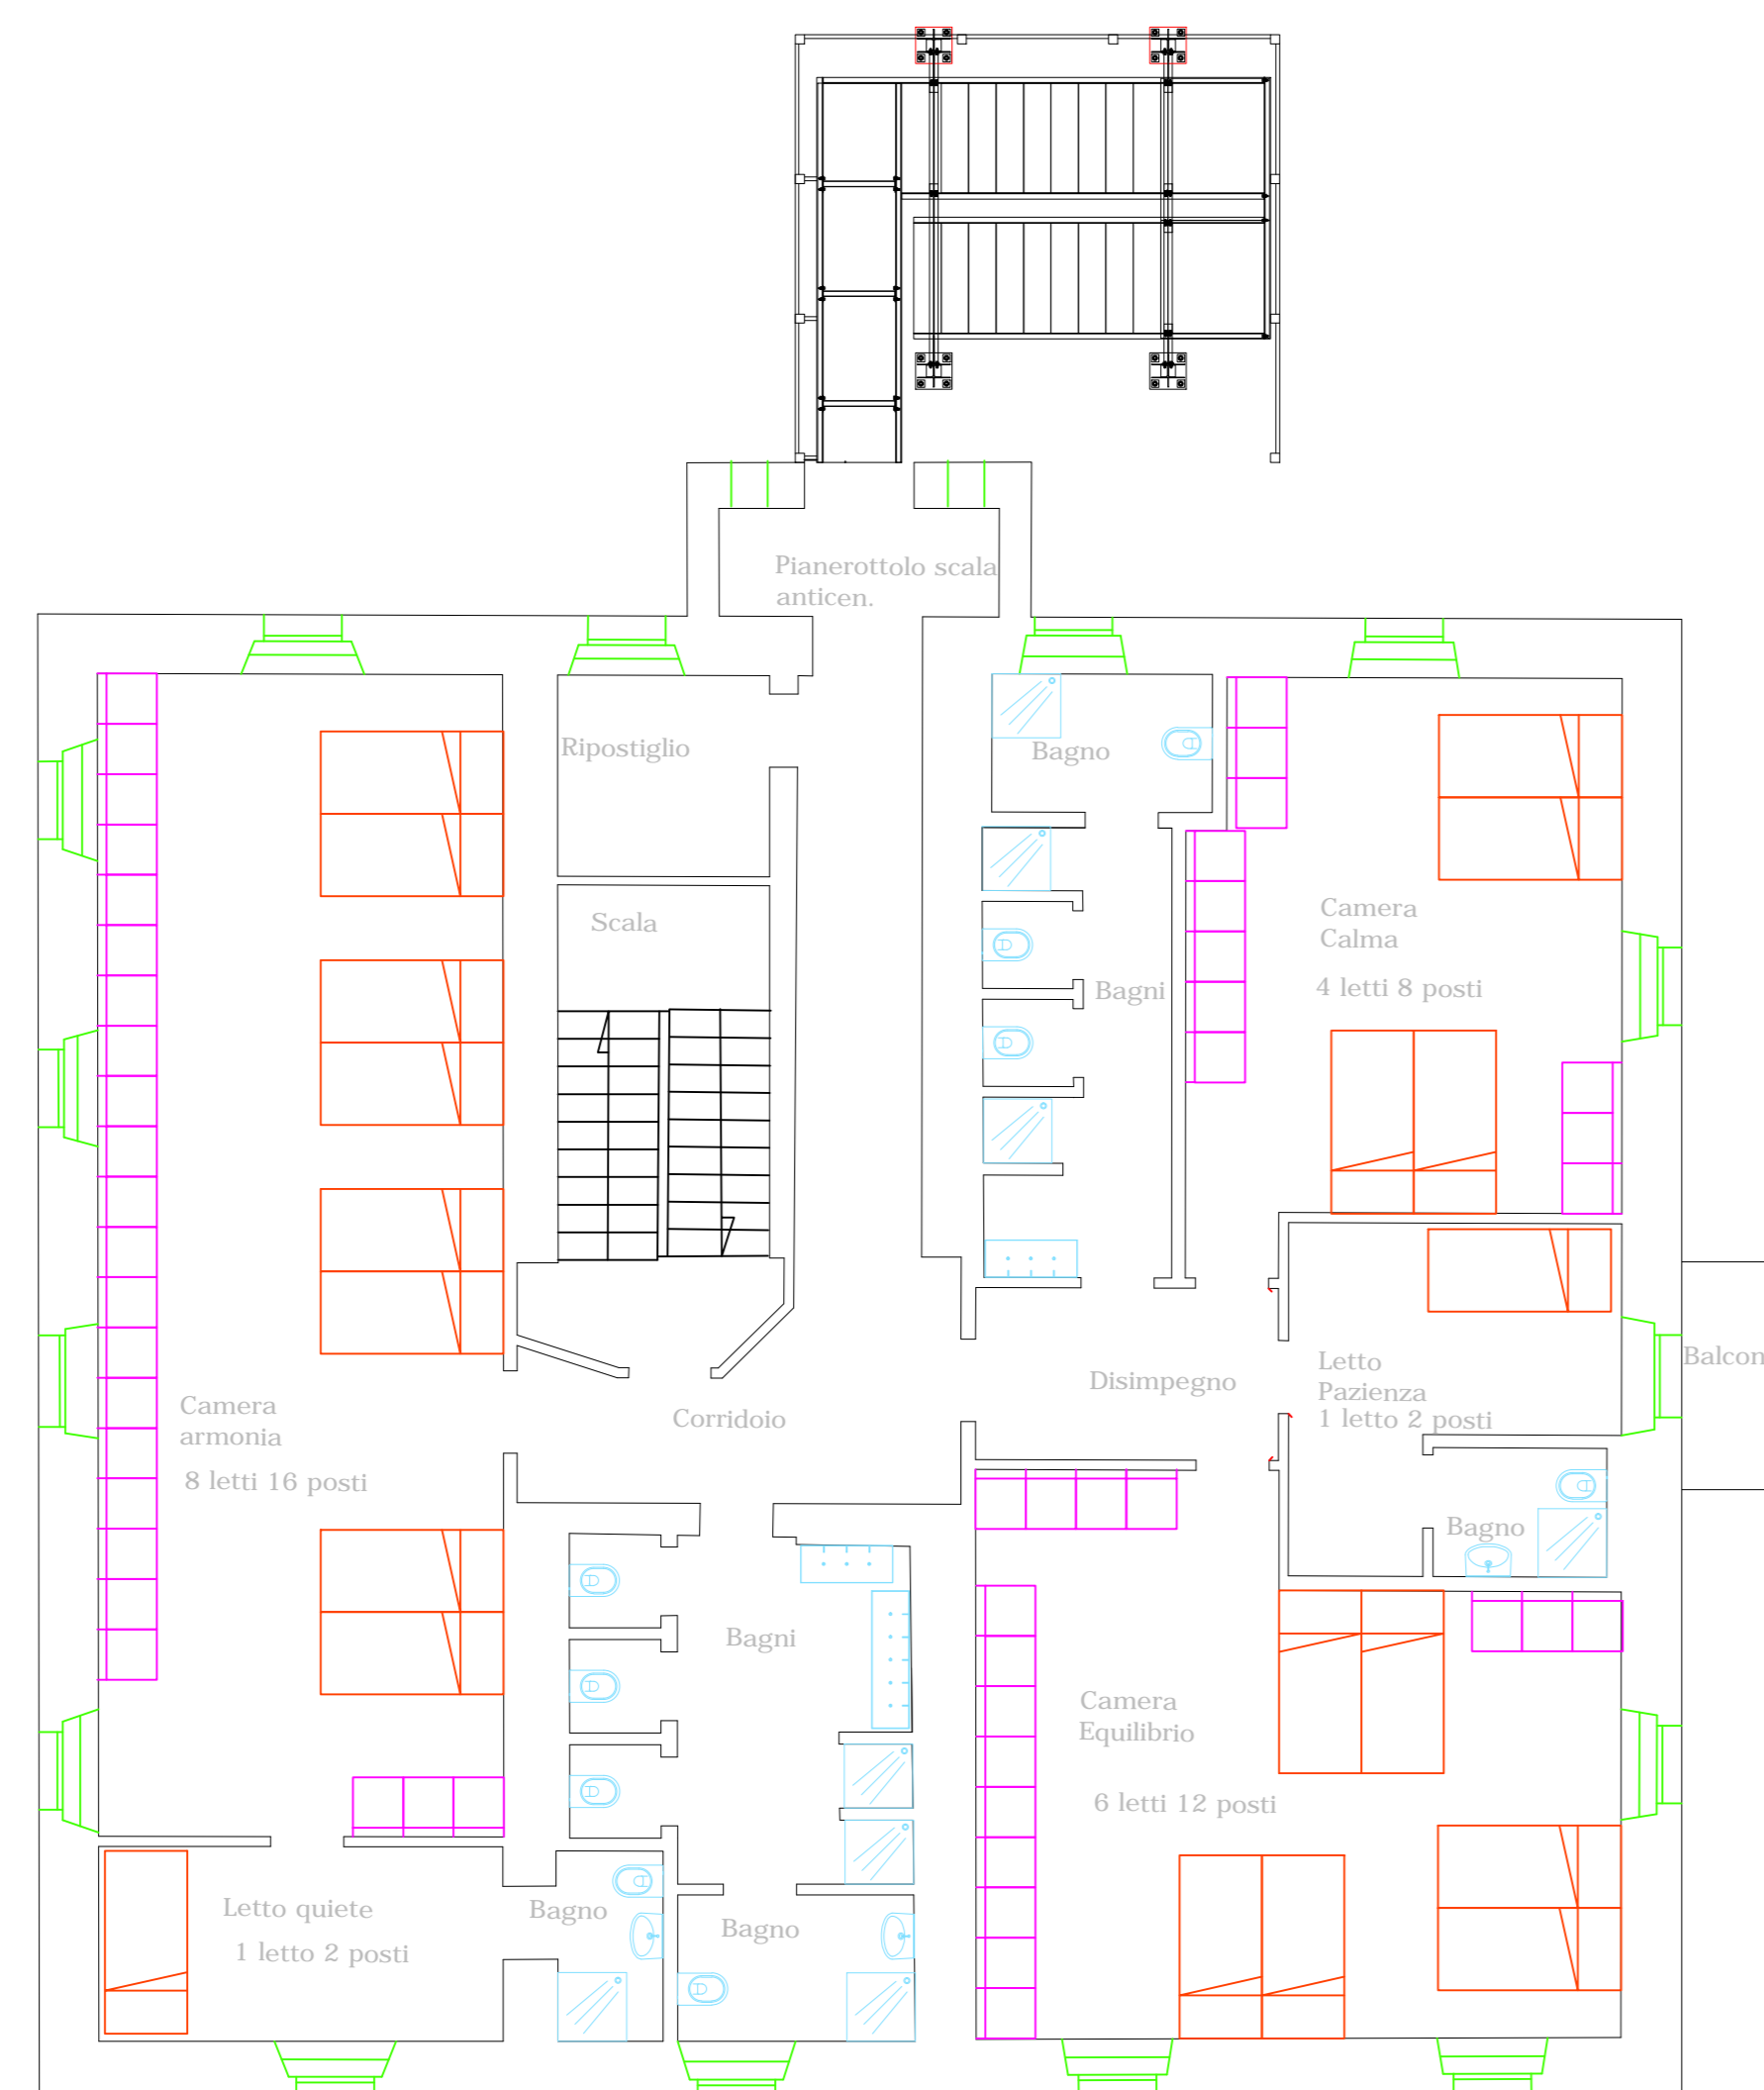 Pianerottolo scala
anticen.
Ripostiglio
Bagno
Scala
Camera
Calma
4 letti 8 posti
Bagni
Disimpegno
Letto
Pazienza
1 letto 2 posti
Balcon
Camera
armonia
8 letti 16 posti
Corridoio
Bagno
Bagni
Camera
Equilibrio
6 letti 12 posti
Letto quiete
1 letto 2 posti
Bagno
Bagno